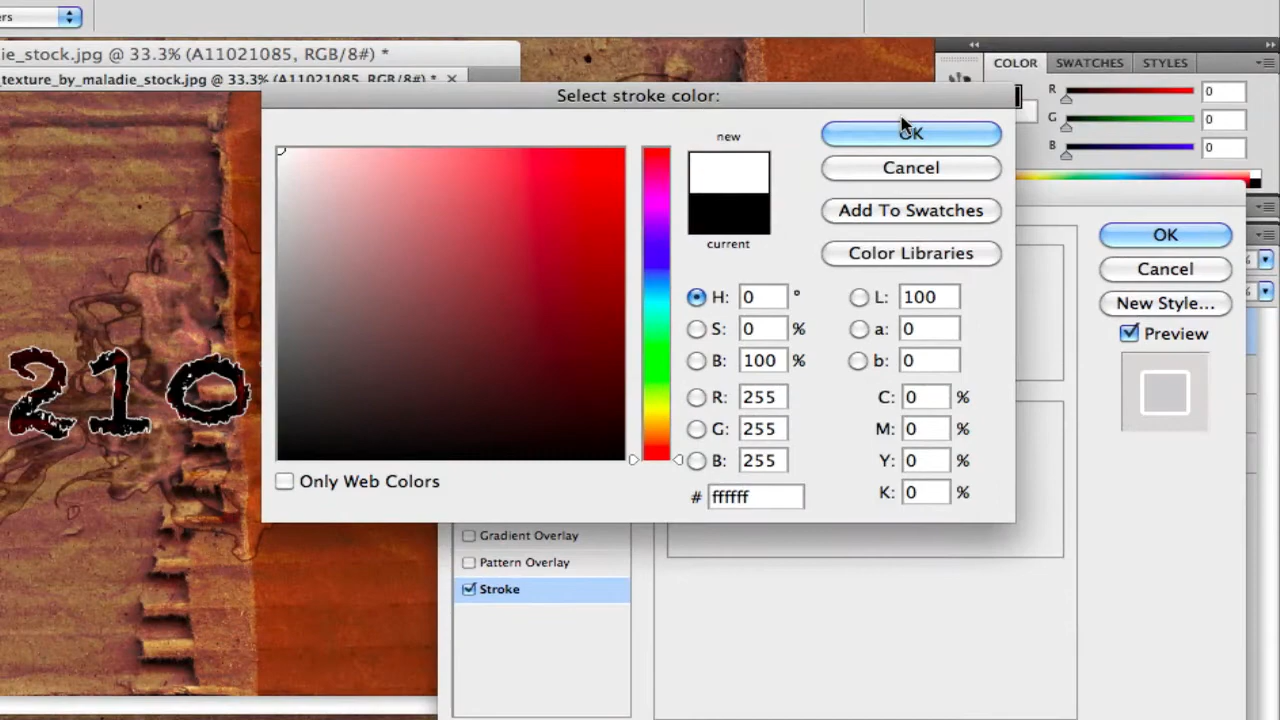 ers
ie_stock.jpg @ 33.3% (A11021085, RGB/8#) *
texture_by_maladie_stock.jpg @ 33.3% (A11021085, RGB/8#) *
COLOR SWATCHES STYLES
R 0
G 0
B 0
Select stroke color:
new
current
OK
Cancel
Add To Swatches
Color Libraries
H: 0 °
S: 0 %
B: 100 %
R: 255
G: 255
B: 255
# ffffff
L: 100
a: 0
b: 0
C: 0 %
M: 0 %
Y: 0 %
K: 0 %
Only Web Colors
OK
Cancel
New Style...
Preview
Gradient Overlay
Pattern Overlay
Stroke
210